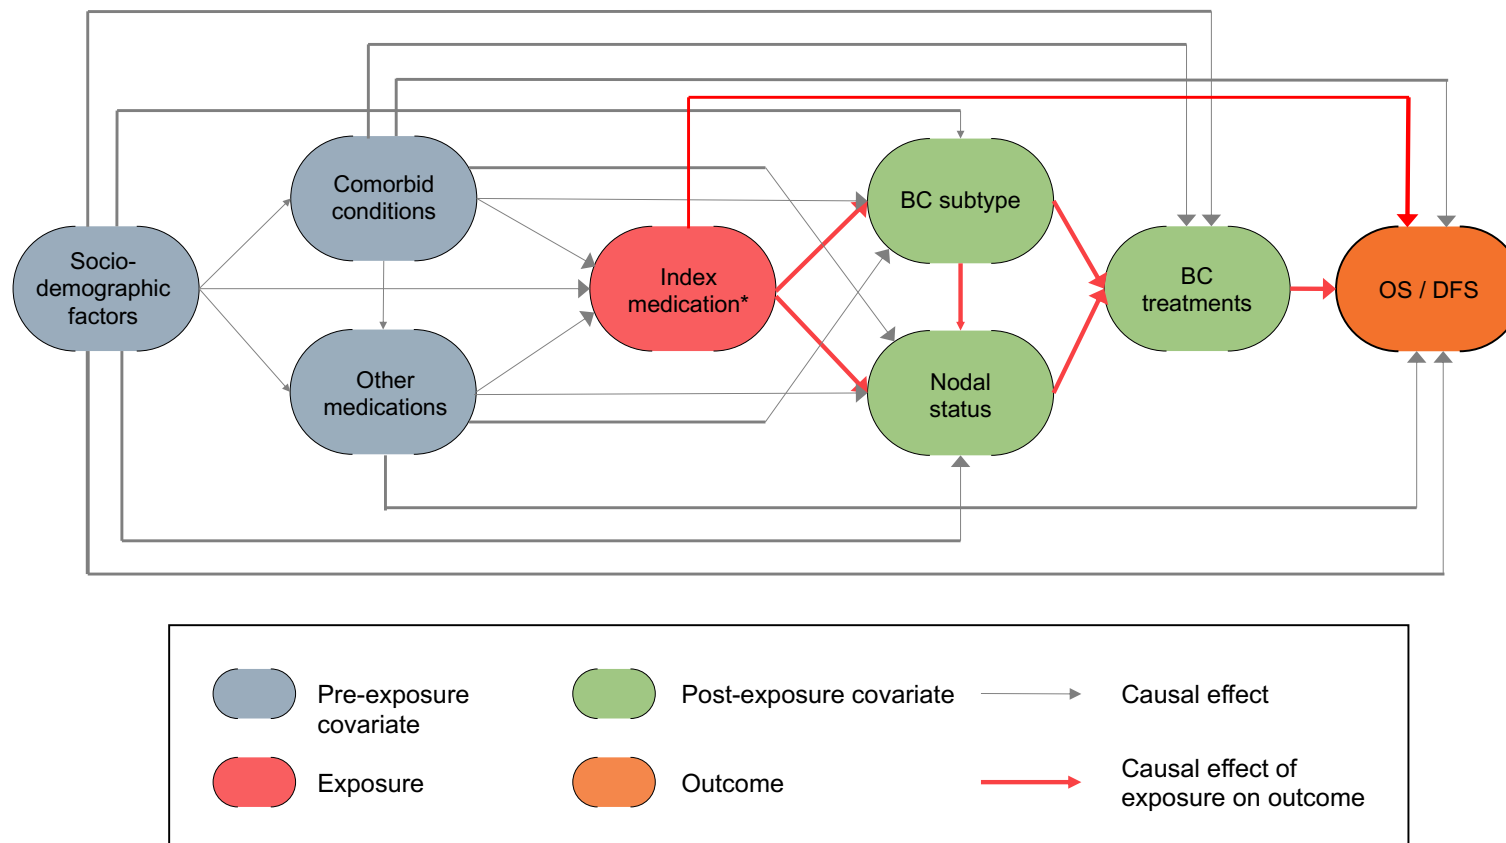 Comorbid
conditions
BC subtype
Socio-
demographic
factors
Index
medication*
BC
treatments
OS / DFS
Other
medications
Nodal
status
Pre-exposure
covariate
Post-exposure covariate
Causal effect
Exposure
Outcome
Causal effect of
exposure on outcome